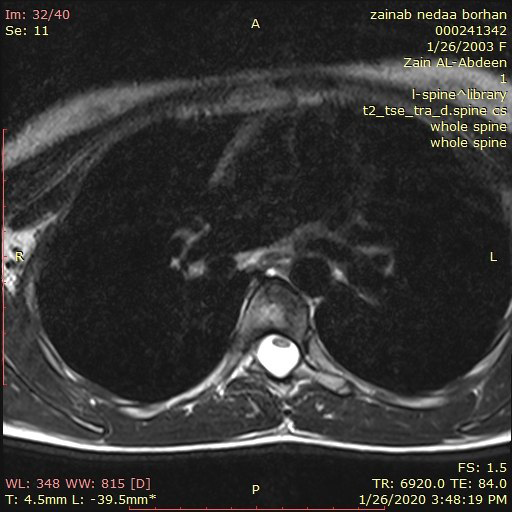 Im: 32/40
Se: 11
A
zainab nedaa borhan
000241342
1/26/2003 F
Zain AL-Abdeen
1
l-spine^library
t2_tse_tra_d.spine cs
whole spine
whole spine
R
L
WL: 348 WW: 815 [D]
T: 4.5mm L: -39.5mm*
P
FS: 1.5
TR: 6920.0 TE: 84.0
1/26/2020 3:48:19 PM